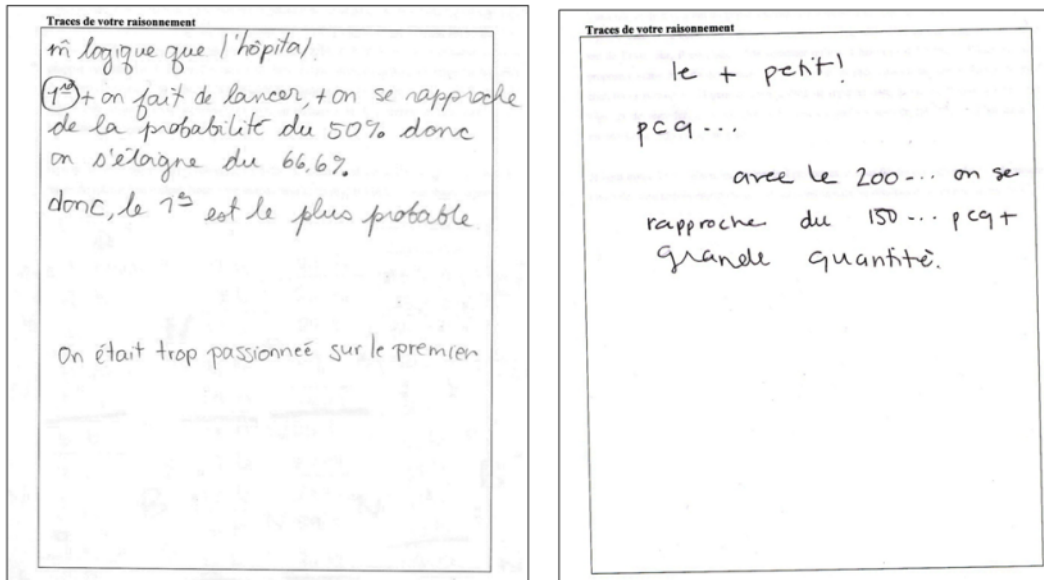 Traces de votre raisonnement
m̂ logique que l'hôpital.
1re + on fait de lancer, + on se rapproche
de la probabilité du 50% donc
on s'éloigne du 66,6%
donc, le 1e est le plus probable
On était trop passionneé sur le premier
Traces de votre raisonnement
le + petit!
pcq...
avec le 200... on se
rapproche du 150... pcq +
grande quantité.